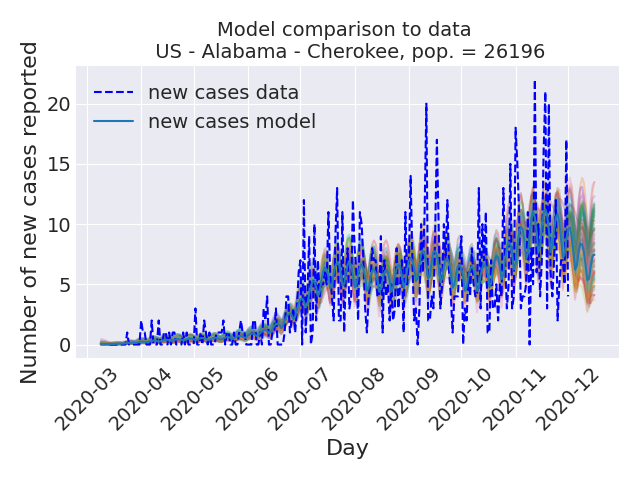 Model comparison to data
US - Alabama - Cherokee, pop. = 26196
Number of new cases reported
20
15
10
5
0
new cases data
new cases model
2020-03
2020-04
2020-05
2020-06
2020-07
2020-08
2020-09
2020-10
2020-11
2020-12
Day